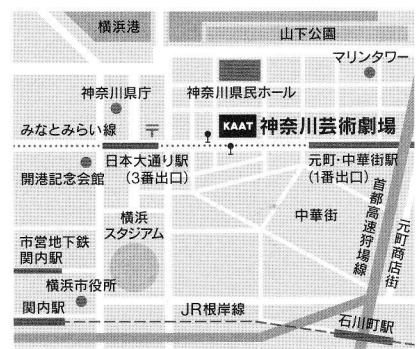 横浜港
山下公園
マリンタワー
神奈川県庁
神奈川県民ホール
KAAT 神奈川芸術劇場
みなとみらい線
〒
日本大通り駅
(3番出口)
元町・中華街駅
(1番出口)
開港記念会館
首都高速狩場線
元町商店街
中華街
横浜
スタジアム
市営地下鉄
関内駅
横浜市役所
関内駅
JR根岸線
石川町駅